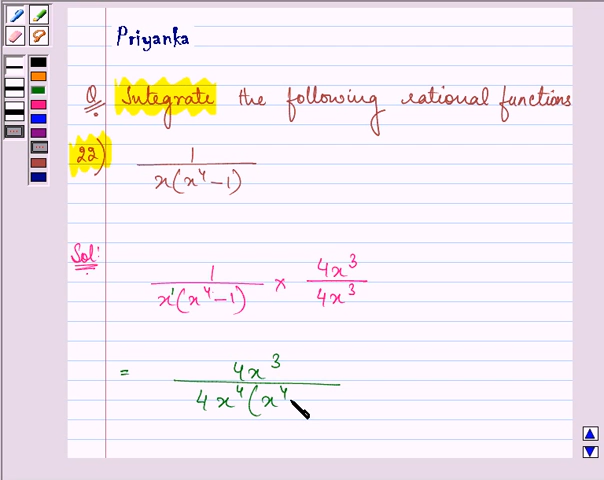 Priyanka
Q. Integrate the following rational functions
22) 1/(x(x⁴-1))
Sol: 1/(x¹(x⁴-1)) × 4x³/4x³
= 4x³/(4x⁴(x⁴